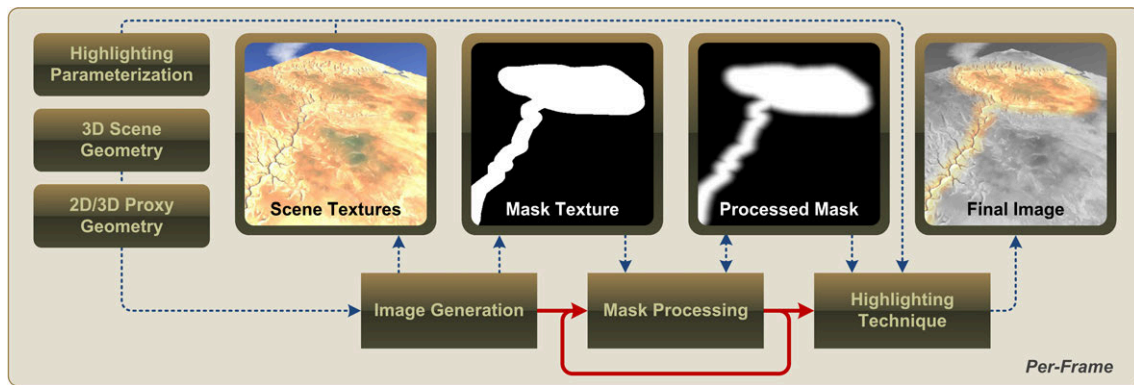 Highlighting
Parameterization
3D Scene
Geometry
2D/3D Proxy
Geometry
Scene Textures
Mask Texture
Processed Mask
Final Image
Image Generation
Mask Processing
Highlighting
Technique
Per-Frame